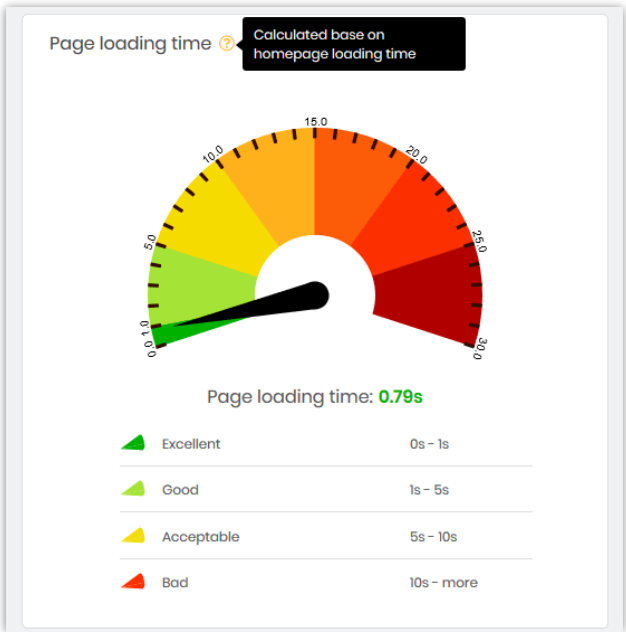 Page loading time ?
Calculated base on
homepage loading time
0.0
1.0
5.0
10.0
15.0
20.0
25.0
30.0
Page loading time: 0.79s
Excellent 0s - 1s
Good 1s - 5s
Acceptable 5s - 10s
Bad 10s - more